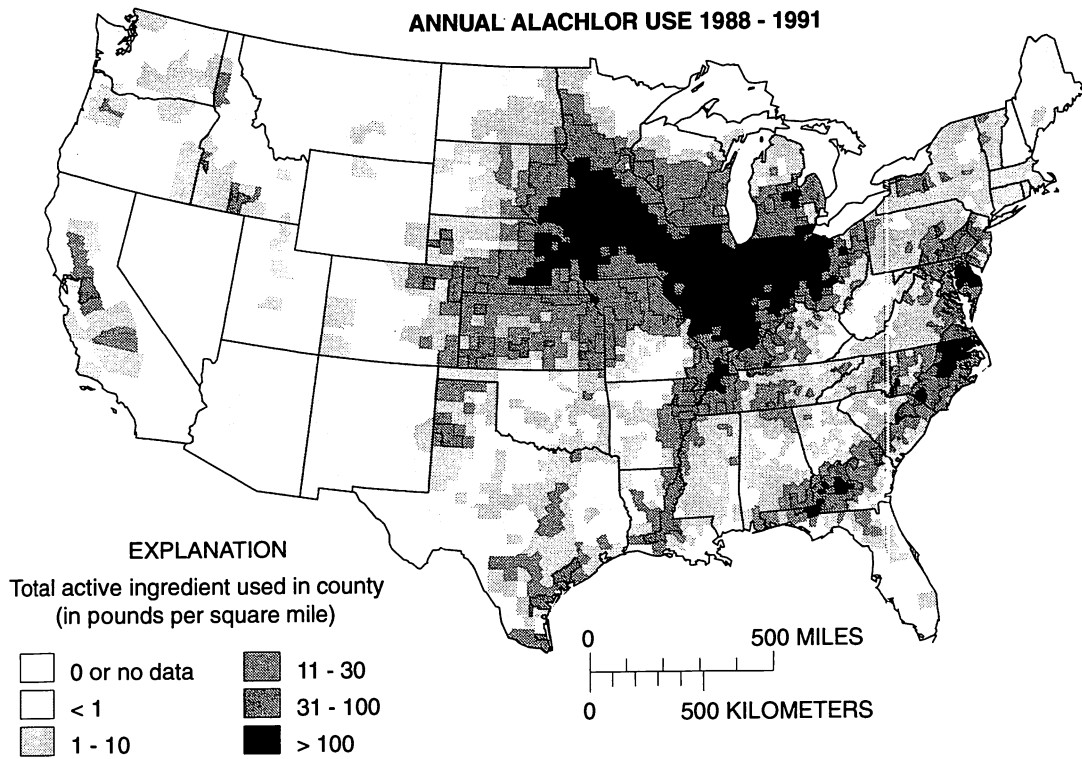 ANNUAL ALACHLOR USE 1988 - 1991
EXPLANATION
Total active ingredient used in county
(in pounds per square mile)
0 or no data
< 1
1 - 10
11 - 30
31 - 100
> 100
0 500 MILES
0 500 KILOMETERS